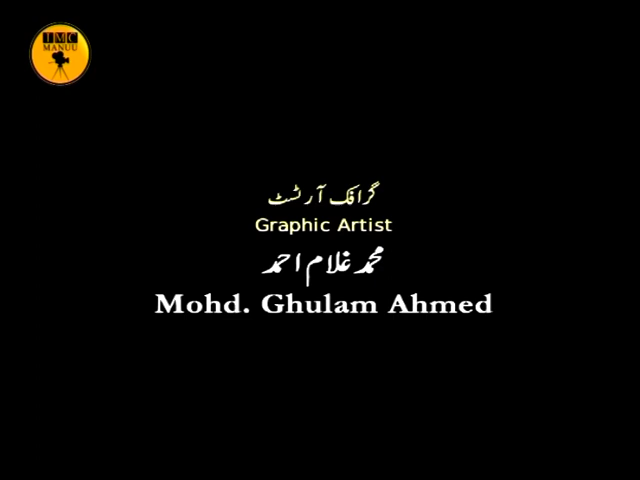 IMC
MANUU
گرافک آرٹسٹ
Graphic Artist
محمد غلام احمد
Mohd. Ghulam Ahmed